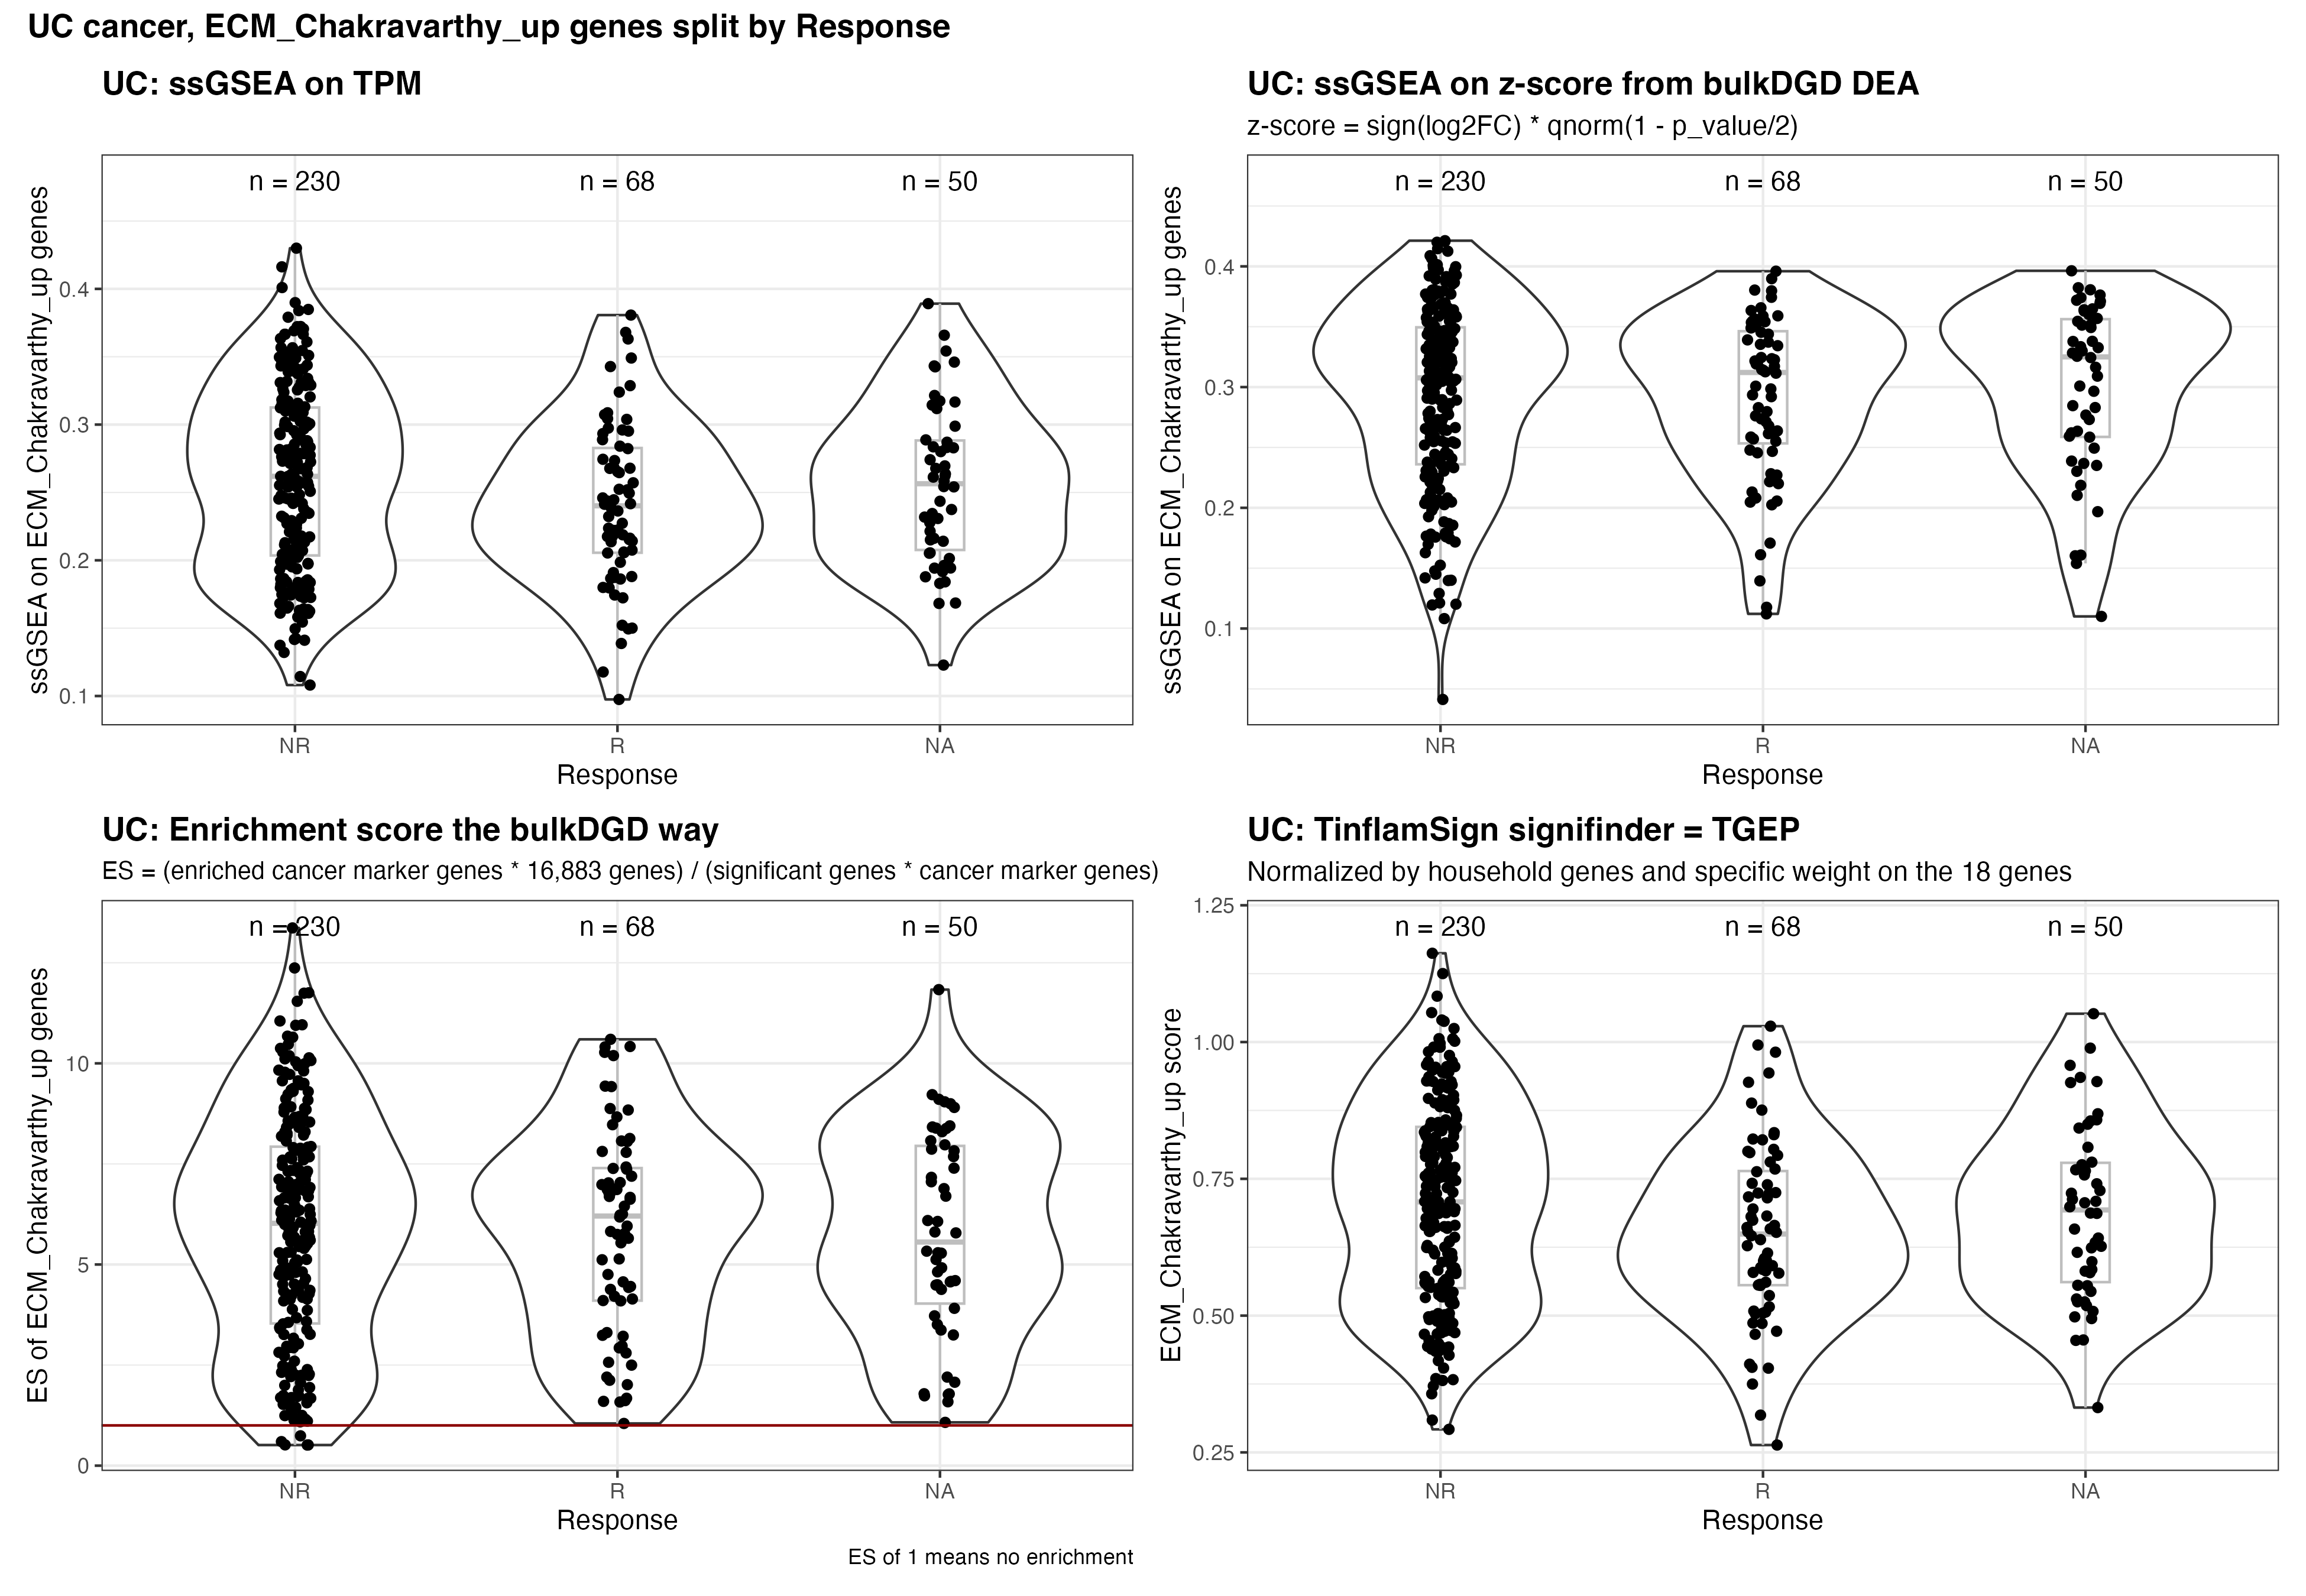 UC cancer, ECM_Chakravarthy_up genes split by Response
UC: ssGSEA on TPM
n = 230
n = 68
n = 50
ssGSEA on ECM_Chakravarthy_up genes
0.4
0.3
0.2
0.1
NR
R
NA
Response
UC: ssGSEA on z-score from bulkDGD DEA
z-score = sign(log2FC) * qnorm(1 - p_value/2)
n = 230
n = 68
n = 50
ssGSEA on ECM_Chakravarthy_up genes
0.4
0.3
0.2
0.1
NR
R
NA
Response
UC: Enrichment score the bulkDGD way
ES = (enriched cancer marker genes * 16,883 genes) / (significant genes * cancer marker genes)
n = 230
n = 68
n = 50
ES of ECM_Chakravarthy_up genes
10
5
0
NR
R
NA
Response
ES of 1 means no enrichment
UC: TinflamSign signifinder = TGEP
Normalized by household genes and specific weight on the 18 genes
n = 230
n = 68
n = 50
ECM_Chakravarthy_up score
1.25
1.00
0.75
0.50
0.25
NR
R
NA
Response